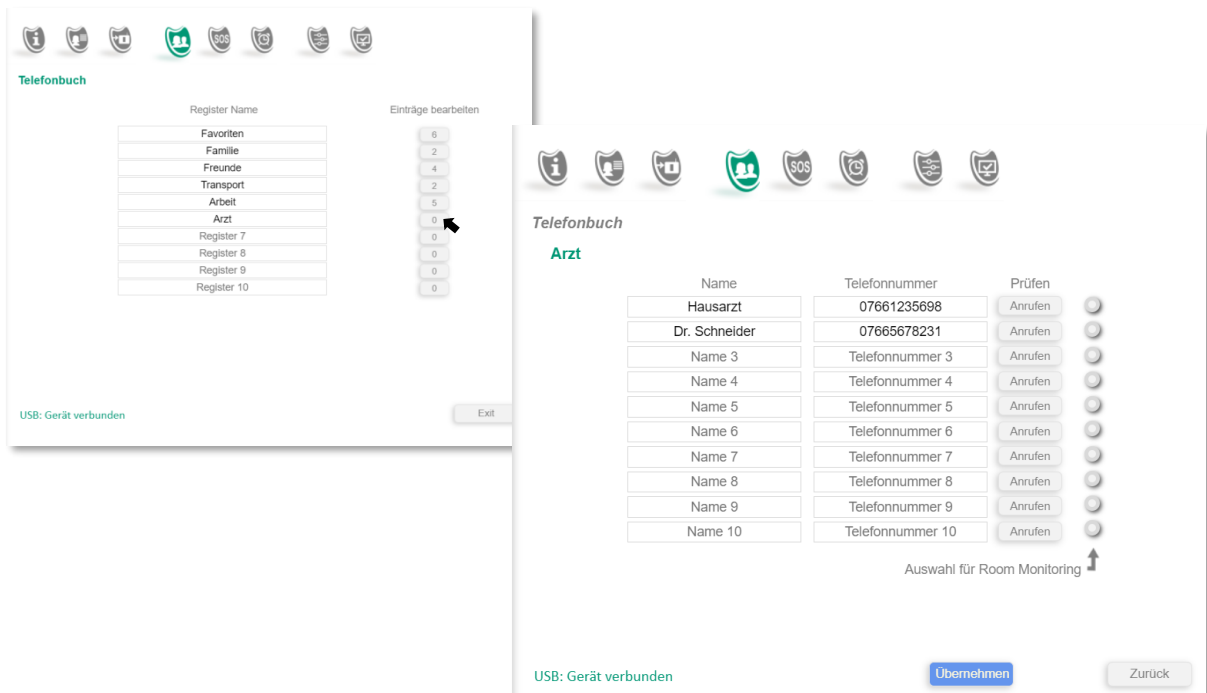 SOS
Telefonbuch
Register Name Einträge bearbeiten
Favoriten 6
Familie 2
Freunde 4
Transport 2
Arbeit 5
Arzt 0
Register 7 0
Register 8 0
Register 9 0
Register 10 0
USB: Gerät verbunden Exit
SOS
Telefonbuch
Arzt
Name Telefonnummer Prüfen
Hausarzt 07661235698 Anrufen
Dr. Schneider 07665678231 Anrufen
Name 3 Telefonnummer 3 Anrufen
Name 4 Telefonnummer 4 Anrufen
Name 5 Telefonnummer 5 Anrufen
Name 6 Telefonnummer 6 Anrufen
Name 7 Telefonnummer 7 Anrufen
Name 8 Telefonnummer 8 Anrufen
Name 9 Telefonnummer 9 Anrufen
Name 10 Telefonnummer 10 Anrufen
Auswahl für Room Monitoring
USB: Gerät verbunden Übernehmen Zurück